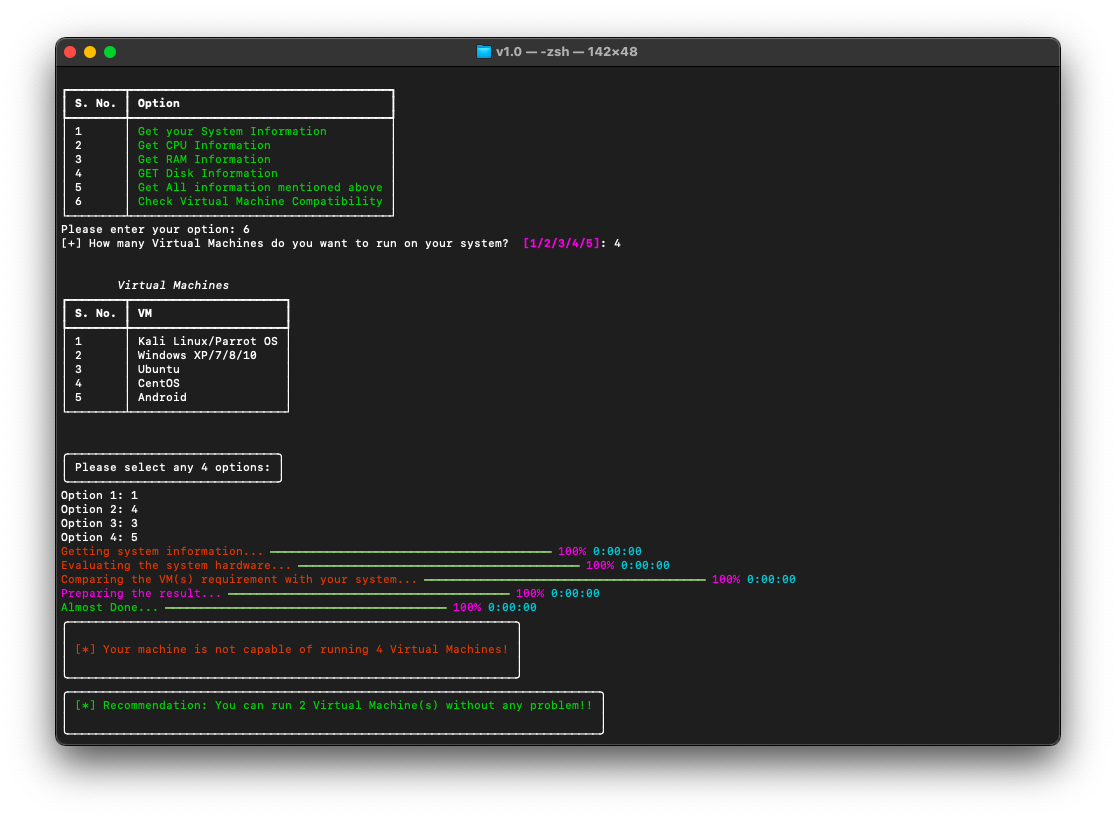 v1.0 — -zsh — 142×48
S. No. Option
1 Get your System Information
2 Get CPU Information
3 Get RAM Information
4 GET Disk Information
5 Get All information mentioned above
6 Check Virtual Machine Compatibility
Please enter your option: 6
[+] How many Virtual Machines do you want to run on your system? [1/2/3/4/5]: 4
Virtual Machines
S. No. VM
1 Kali Linux/Parrot OS
2 Windows XP/7/8/10
3 Ubuntu
4 CentOS
5 Android
Please select any 4 options:
Option 1: 1
Option 2: 4
Option 3: 3
Option 4: 5
Getting system information... 100% 0:00:00
Evaluating the system hardware... 100% 0:00:00
Comparing the VM(s) requirement with your system... 100% 0:00:00
Preparing the result... 100% 0:00:00
Almost Done... 100% 0:00:00
[*] Your machine is not capable of running 4 Virtual Machines!
[*] Recommendation: You can run 2 Virtual Machine(s) without any problem!!